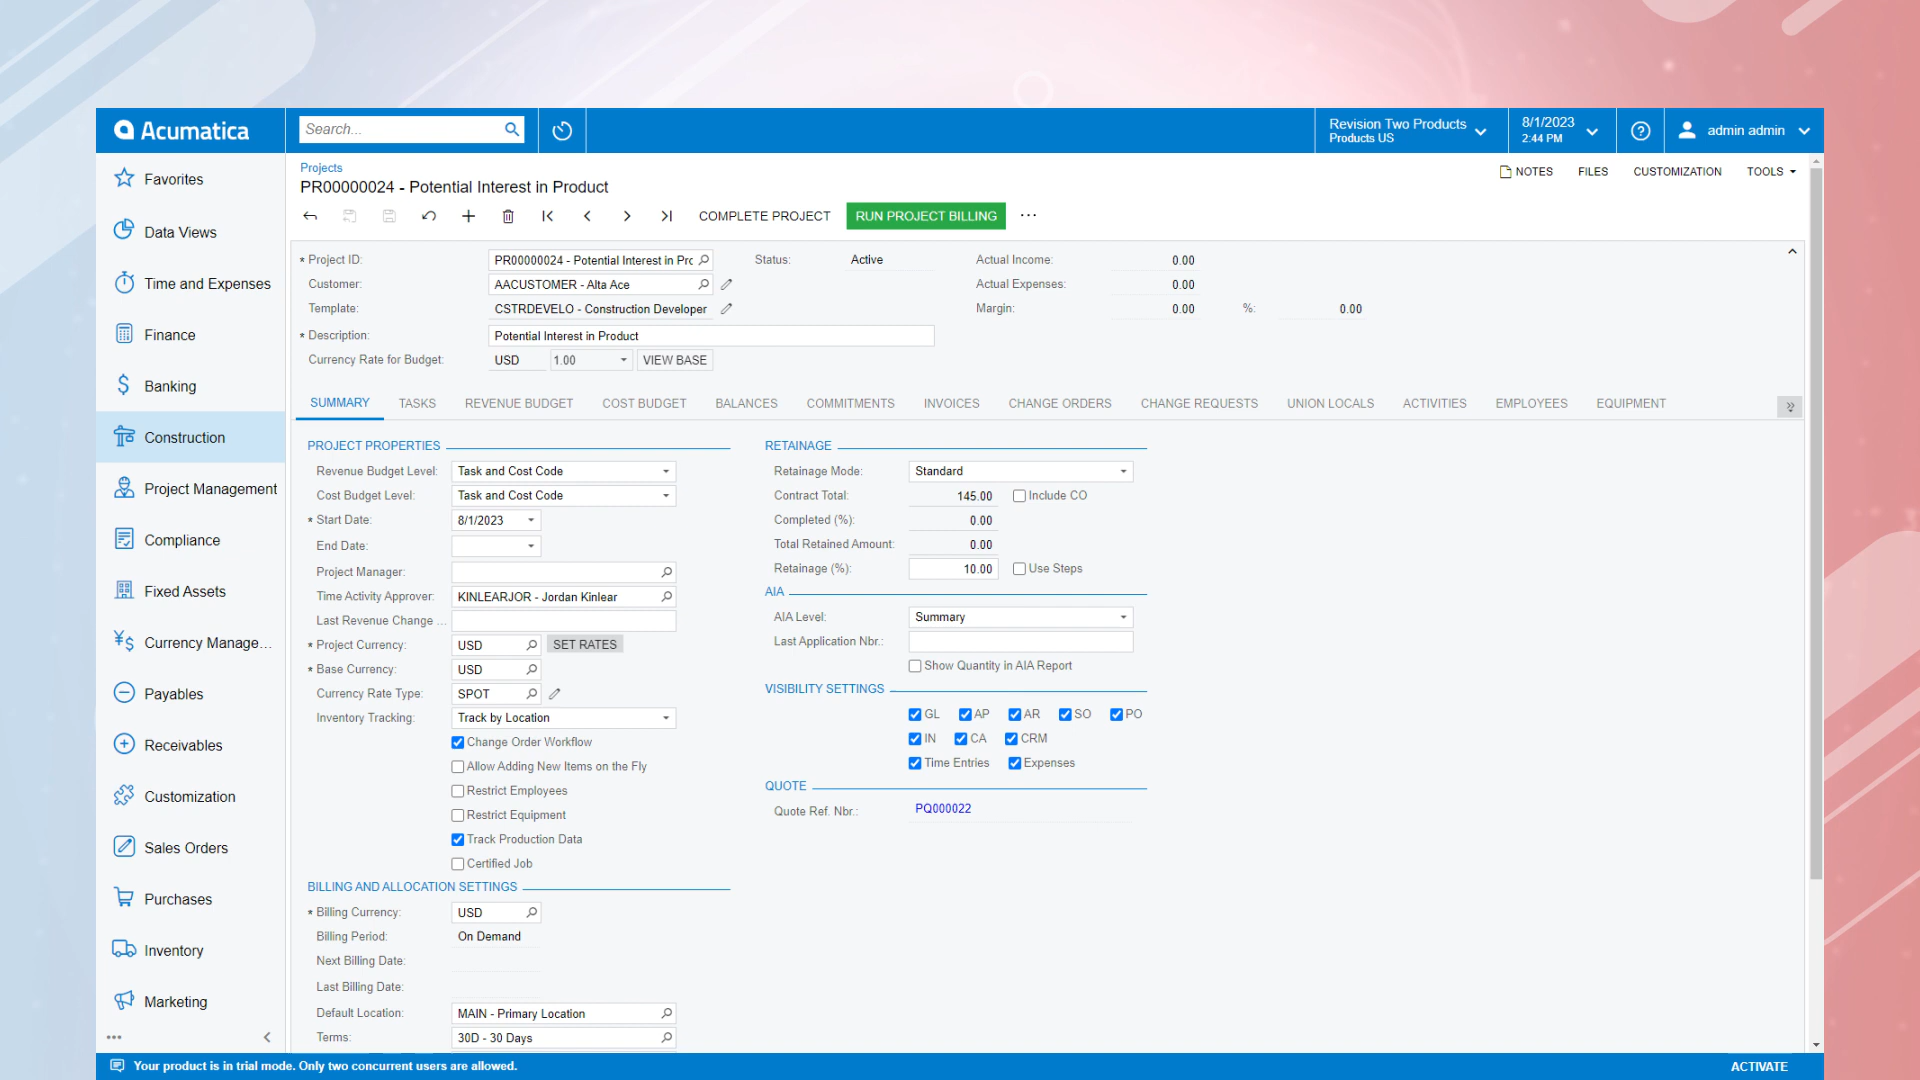 Acumatica
Search...
Revision Two Products
Products US
8/1/2023
2:44 PM
admin admin
Favorites
Data Views
Time and Expenses
Finance
Banking
Construction
Project Management
Compliance
Fixed Assets
Currency Manage...
Payables
Receivables
Customization
Sales Orders
Purchases
Inventory
Marketing
Projects
PR00000024 - Potential Interest in Product
NOTES FILES CUSTOMIZATION TOOLS
COMPLETE PROJECT RUN PROJECT BILLING ...
* Project ID: PR00000024 - Potential Interest in Prc
Customer: AACUSTOMER - Alta Ace
Template: CSTRDEVELO - Construction Developer
* Description: Potential Interest in Product
Currency Rate for Budget: USD 1.00 VIEW BASE
Status: Active
Actual Income: 0.00
Actual Expenses: 0.00
Margin: 0.00 %: 0.00
SUMMARY TASKS REVENUE BUDGET COST BUDGET BALANCES COMMITMENTS INVOICES CHANGE ORDERS CHANGE REQUESTS UNION LOCALS ACTIVITIES EMPLOYEES EQUIPMENT
PROJECT PROPERTIES
Revenue Budget Level: Task and Cost Code
Cost Budget Level: Task and Cost Code
* Start Date: 8/1/2023
End Date:
Project Manager:
Time Activity Approver: KINLEARJOR - Jordan Kinlear
Last Revenue Change ...
* Project Currency: USD SET RATES
* Base Currency: USD
Currency Rate Type: SPOT
Inventory Tracking: Track by Location
Change Order Workflow
Allow Adding New Items on the Fly
Restrict Employees
Restrict Equipment
Track Production Data
Certified Job
BILLING AND ALLOCATION SETTINGS
* Billing Currency: USD
Billing Period: On Demand
Next Billing Date:
Last Billing Date:
Default Location: MAIN - Primary Location
Terms: 30D - 30 Days
RETAINAGE
Retainage Mode: Standard
Contract Total: 145.00 Include CO
Completed (%): 0.00
Total Retained Amount: 0.00
Retainage (%): 10.00 Use Steps
AIA
AIA Level: Summary
Last Application Nbr.:
Show Quantity in AIA Report
VISIBILITY SETTINGS
GL AP AR SO PO
IN CA CRM
Time Entries Expenses
QUOTE
Quote Ref. Nbr.: PQ000022
Your product is in trial mode. Only two concurrent users are allowed.
ACTIVATE